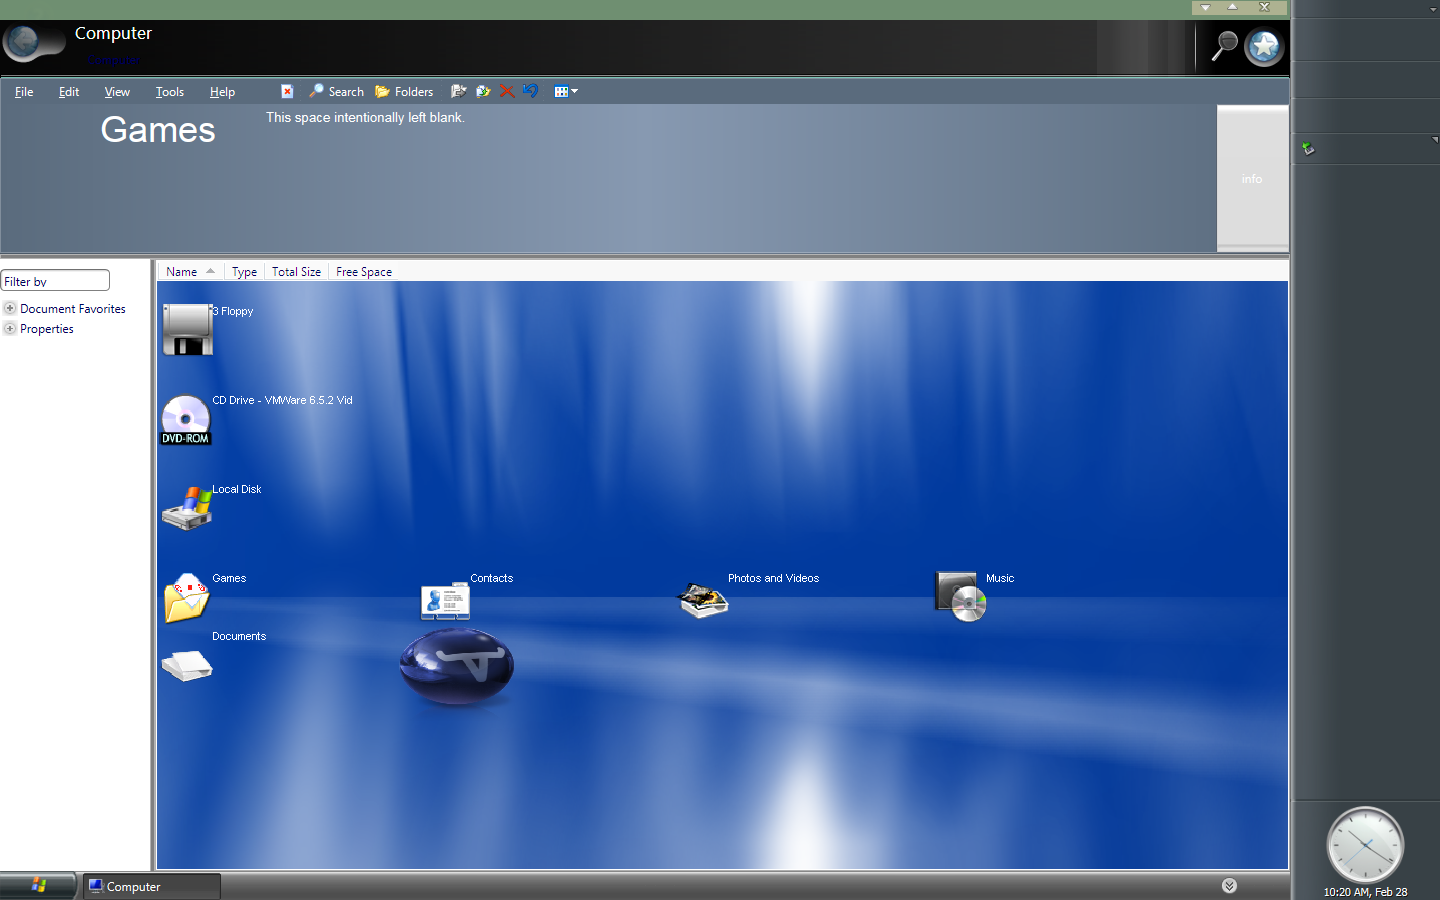 Computer
Computer
File Edit View Tools Help Search Folders
Games
This space intentionally left blank.
info
Filter by
Document Favorites
Properties
Name Type Total Size Free Space
3 Floppy
CD Drive - VMWare 6.5.2 Vid
DVD-ROM
Local Disk
Games Contacts Photos and Videos Music
Documents
Computer
10:20 AM, Feb 28